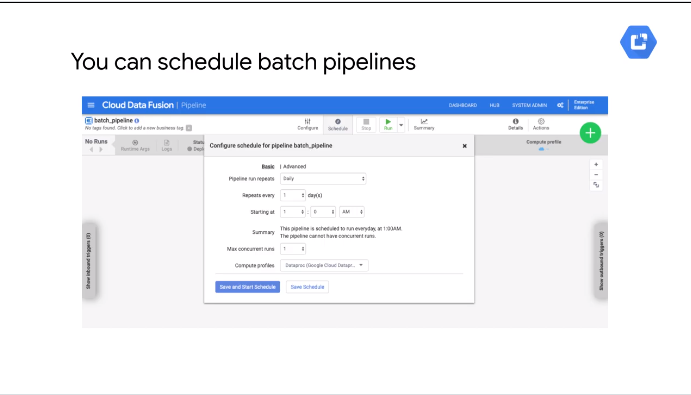 You can schedule batch pipelines
Cloud Data Fusion | Pipeline
DASHBOARD HUB SYSTEM ADMIN Enterprise Edition
batch_pipeline
No tags found. Click to add a new business tag.
Configure Schedule Stop Run Summary Details Actions
No Runs Runtime Args Logs Compute profile
Configure schedule for pipeline batch_pipeline
Basic | Advanced
Pipeline run repeats Daily
Repeats every 1 day(s)
Starting at 1 : 0 AM
Summary This pipeline is scheduled to run everyday, at 1:00AM.
The pipeline cannot have concurrent runs.
Max concurrent runs 1
Compute profiles Dataproc (Google Cloud Datapr...
Save and Start Schedule Save Schedule
Show inbound triggers (0)
Show outbound triggers (0)